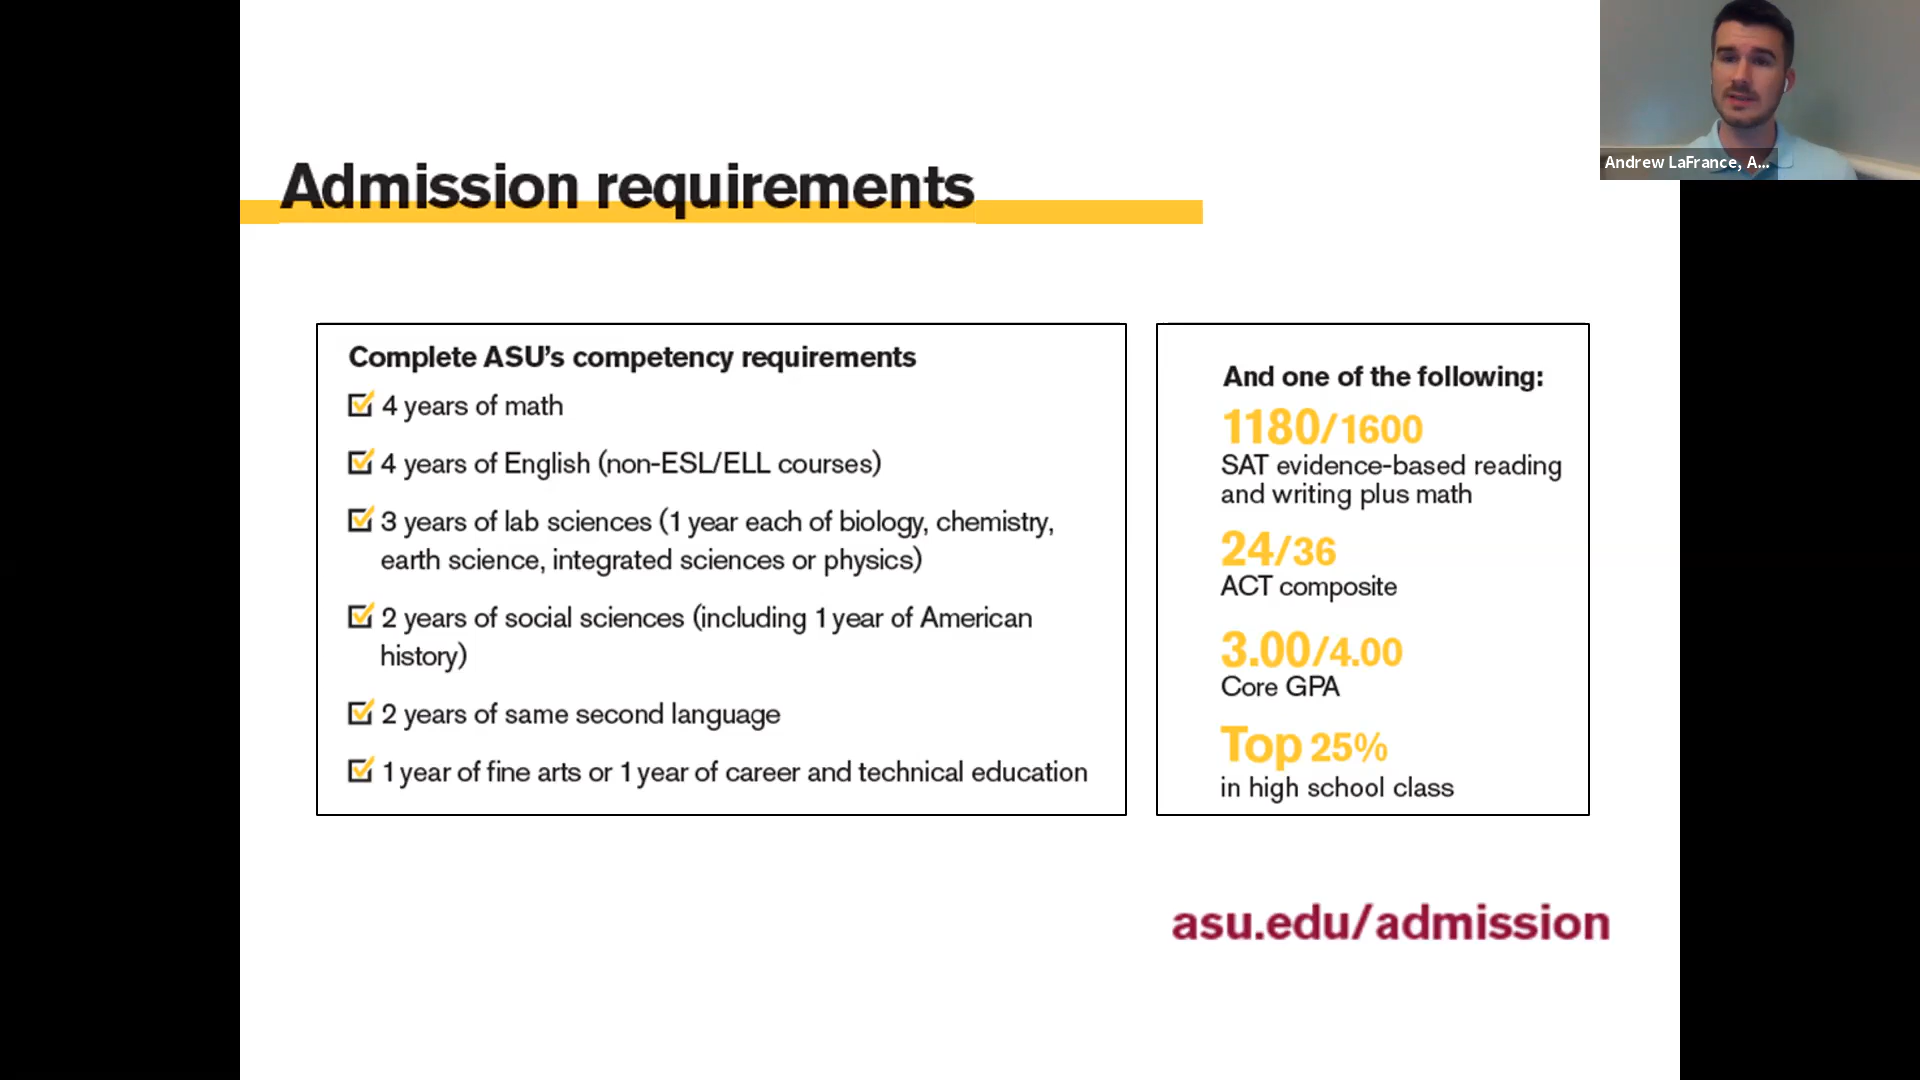 Admission requirements
Complete ASU's competency requirements
4 years of math
4 years of English (non-ESL/ELL courses)
3 years of lab sciences (1 year each of biology, chemistry,
earth science, integrated sciences or physics)
2 years of social sciences (including 1 year of American
history)
2 years of same second language
1 year of fine arts or 1 year of career and technical education
And one of the following:
1180/1600
SAT evidence-based reading
and writing plus math
24/36
ACT composite
3.00/4.00
Core GPA
Top 25%
in high school class
asu.edu/admission
Andrew LaFrance, A...